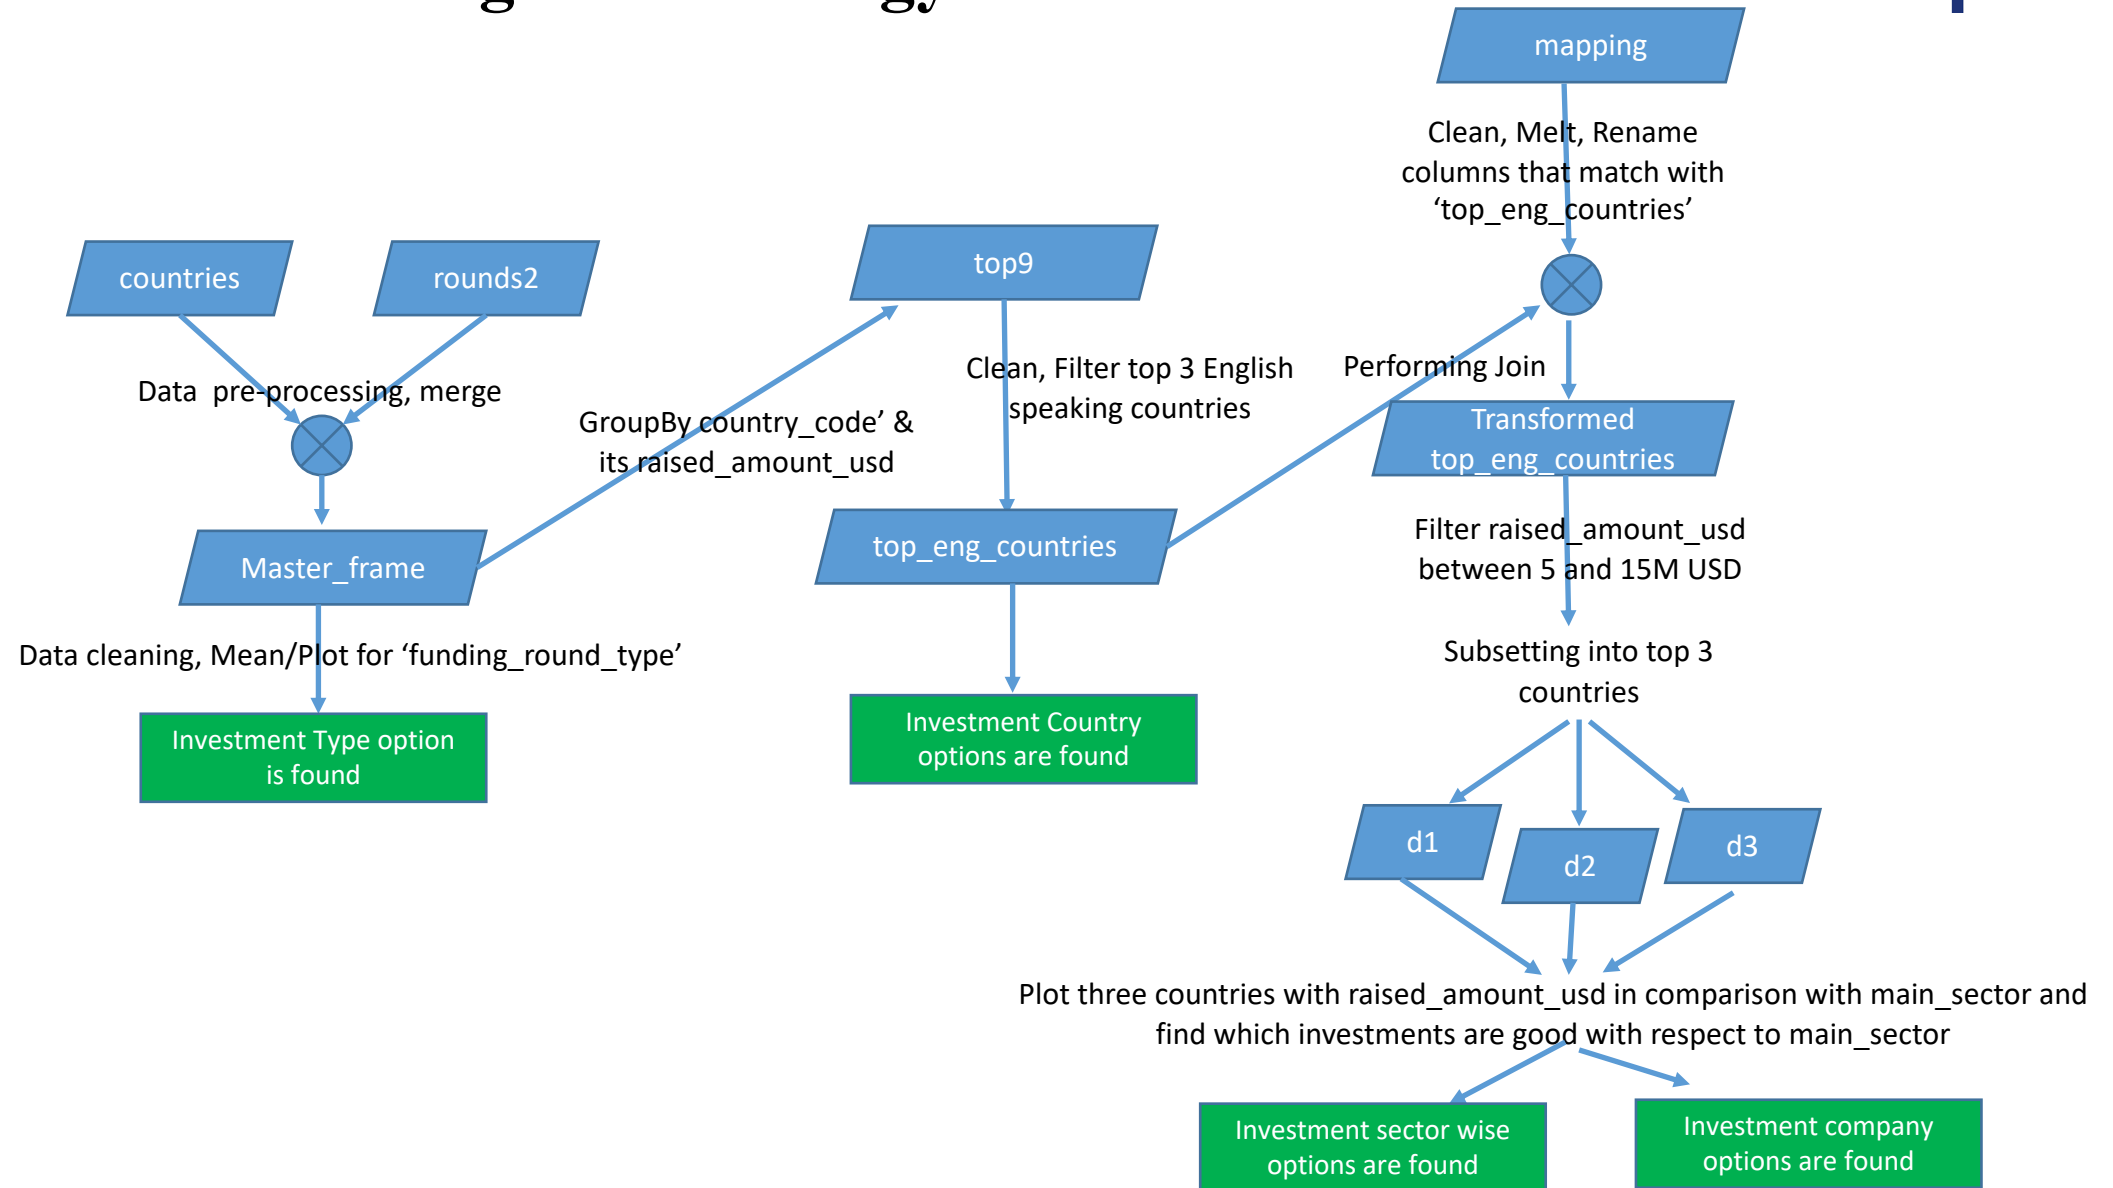 mapping
Clean, Melt, Rename
columns that match with
‘top_eng_countries’
countries
rounds2
top9
Data  pre-processing, merge
GroupBy country_code’ &
its raised_amount_usd
Clean, Filter top 3 English
speaking countries
Performing Join
Transformed
top_eng_countries
Master_frame
top_eng_countries
Filter raised_amount_usd
between 5 and 15M USD
Data cleaning, Mean/Plot for ‘funding_round_type’
Subsetting into top 3
countries
Investment Type option
is found
Investment Country
options are found
d1
d2
d3
Plot three countries with raised_amount_usd in comparison with main_sector and
find which investments are good with respect to main_sector
Investment sector wise
options are found
Investment company
options are found